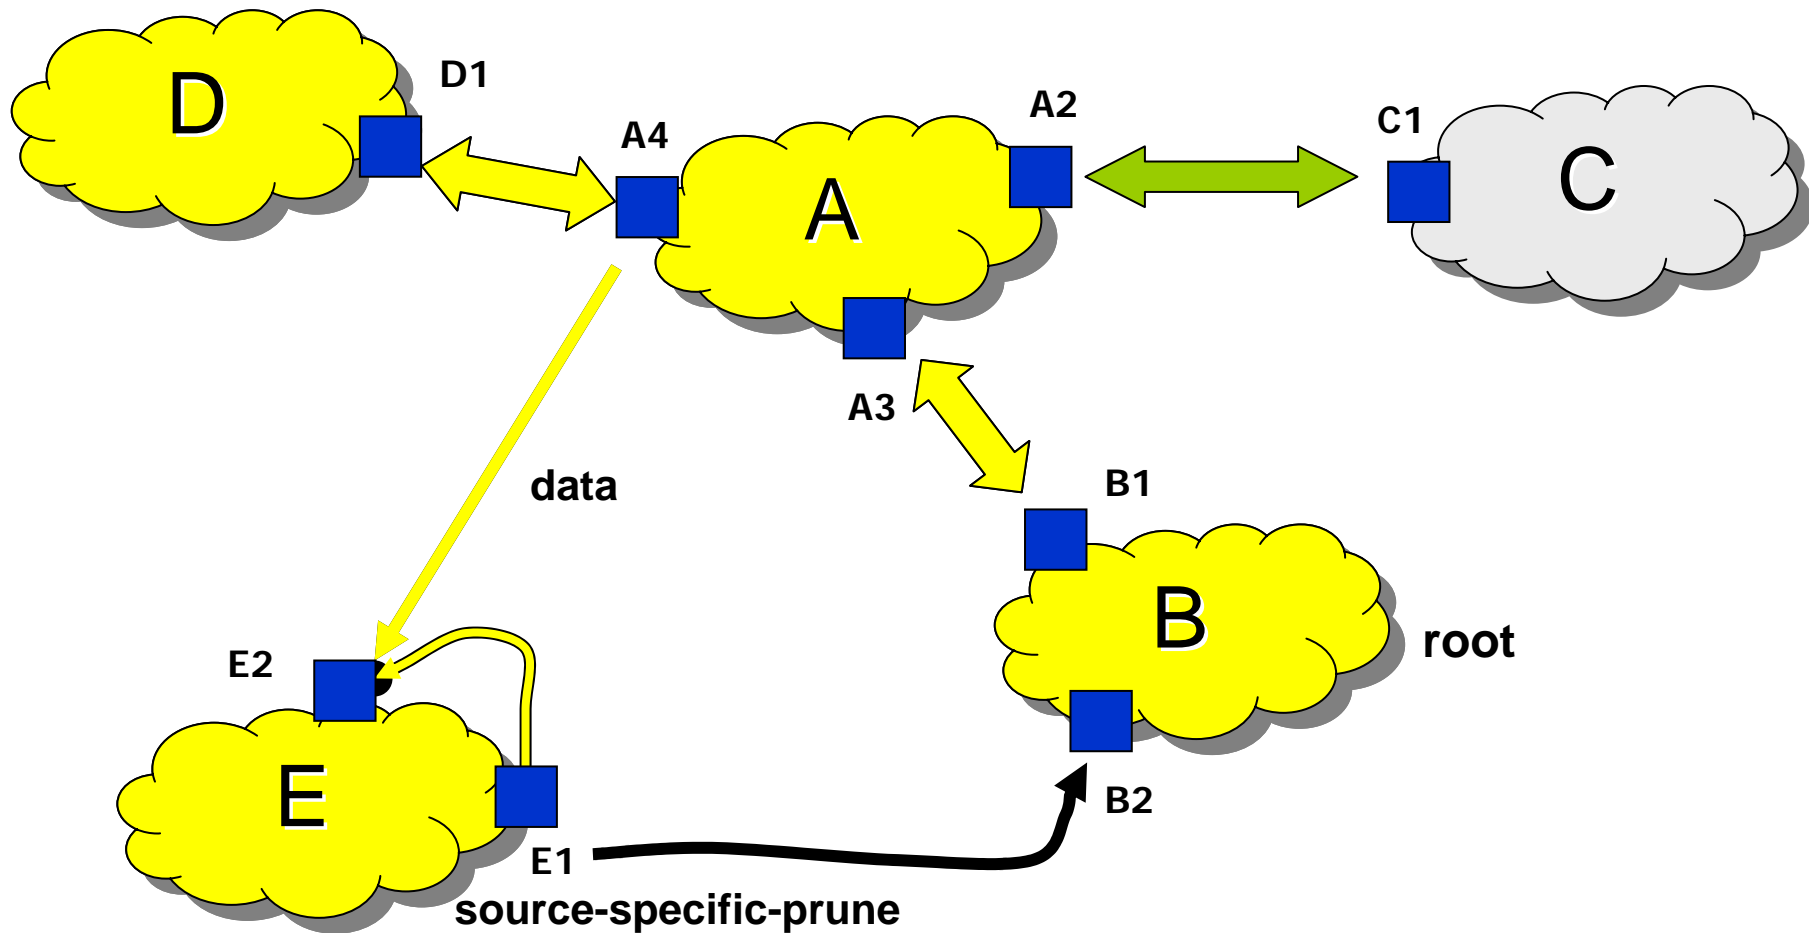 D
D1
A4
A
A2
C1
C
A3
data
B1
B
root
E2
E
B2
E1
source-specific-prune